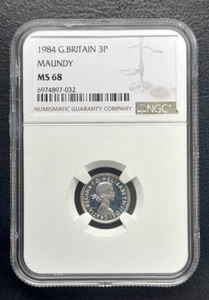 1984 G.BRITAIN 3P
MAUNDY
MS 68
6974897-032
NUMISMATIC GUARANTY COMPANY
NGC